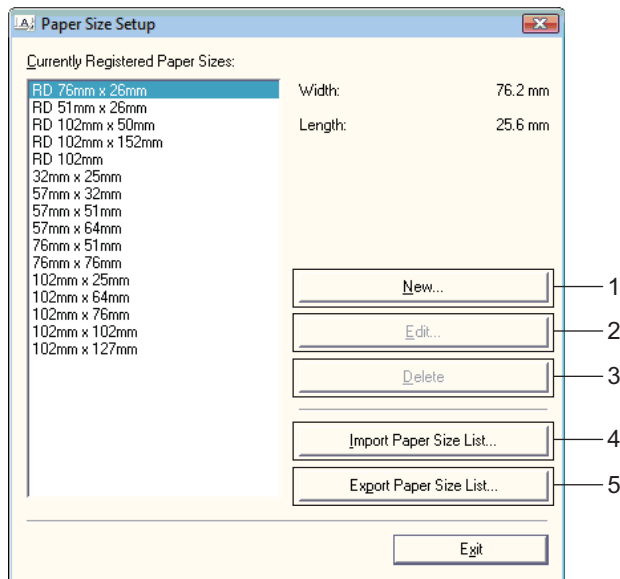 Paper Size Setup
Currently Registered Paper Sizes:
RD 76mm x 26mm
RD 51mm x 26mm
RD 102mm x 50mm
RD 102mm x 152mm
RD 102mm
32mm x 25mm
57mm x 32mm
57mm x 51mm
57mm x 64mm
76mm x 51mm
76mm x 76mm
102mm x 25mm
102mm x 64mm
102mm x 76mm
102mm x 102mm
102mm x 127mm
Width: 76.2 mm
Length: 25.6 mm
New... 1
Edit... 2
Delete 3
Import Paper Size List... 4
Export Paper Size List... 5
Exit